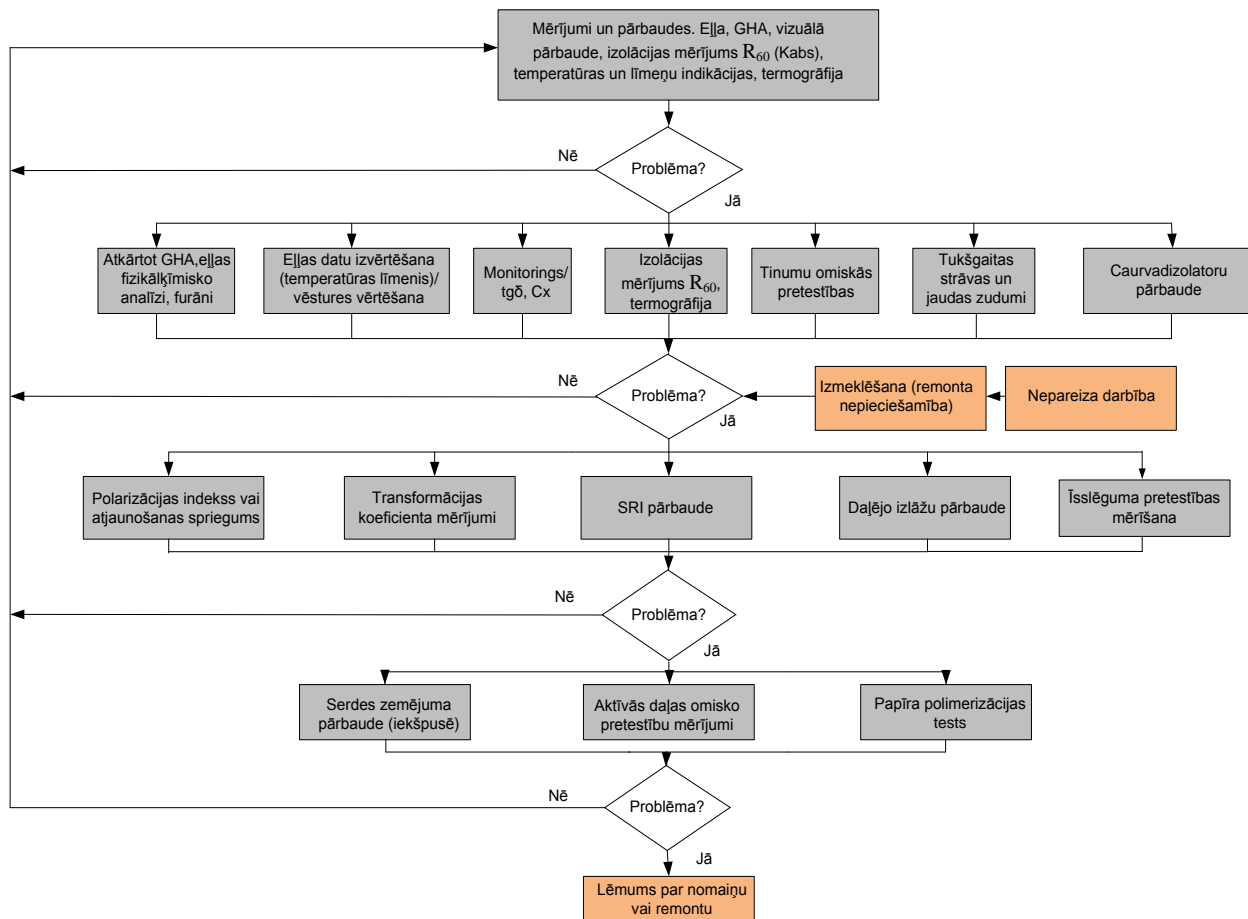 Mērījumi un pārbaudes. Eļļa, GHA, vizuālā
pārbaude, izolācijas mērījums R₆₀ (Kabs),
temperatūras un līmeņu indikācijas, termogrāfija
Nē
Problēma?
Jā
Atkārtot GHA,eļļas
fizikālķīmisko
analīzi, furāni
Eļļas datu izvērtēšana
(temperatūras līmenis)/
vēstures vērtēšana
Monitorings/
tgδ, Cx
Izolācijas
mērījums R₆₀,
termogrāfija
Tinumu omiskās
pretestības
Tukšgaitas
strāvas un
jaudas zudumi
Caurvadizolatoru
pārbaude
Nē
Problēma?
Jā
Izmeklēšana (remonta
nepieciešamība)
Nepareiza darbība
Polarizācijas indekss vai
atjaunošanas spriegums
Transformācijas
koeficienta mērījumi
SRI pārbaude
Daļējo izlāžu pārbaude
Īsslēguma pretestības
mērīšana
Nē
Problēma?
Jā
Serdes zemējuma
pārbaude (iekšpusē)
Aktīvās daļas omisko
pretestību mērījumi
Papīra polimerizācijas
tests
Nē
Problēma?
Jā
Lēmums par nomaiņu
vai remontu